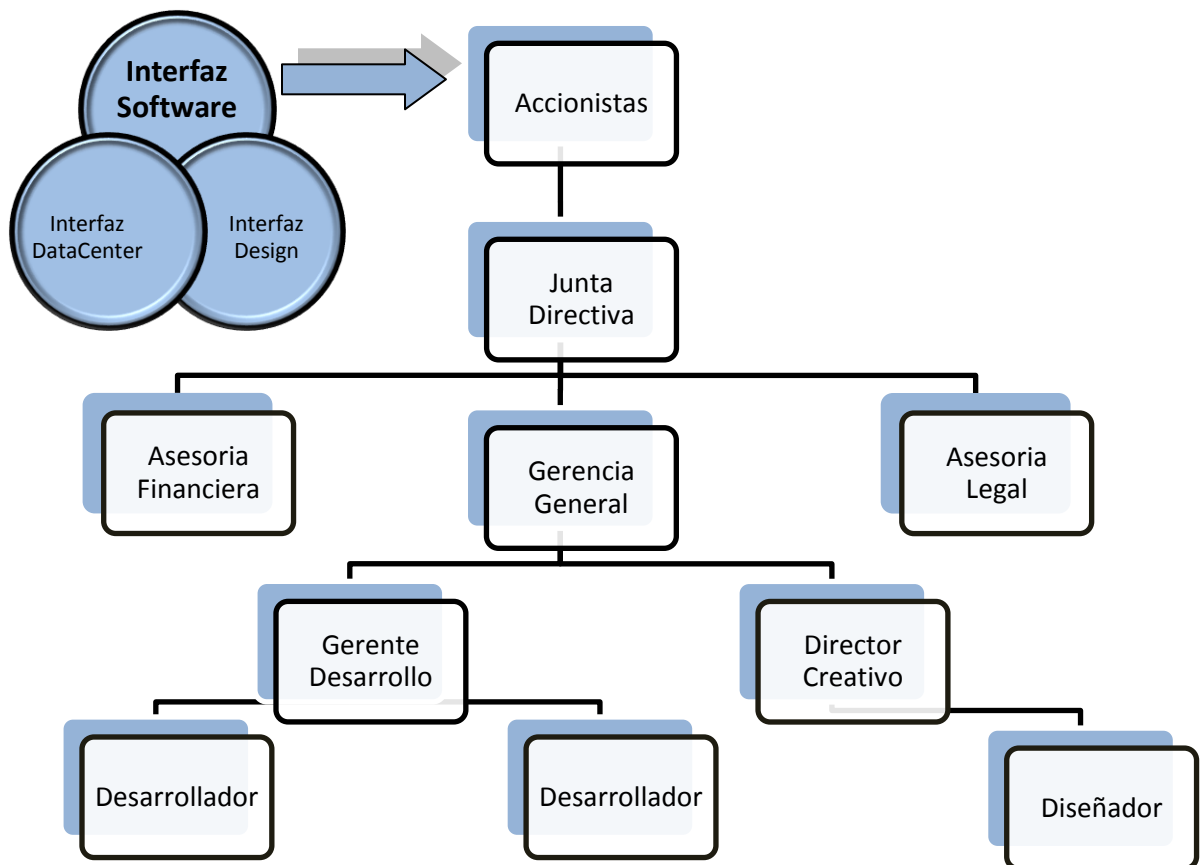 Interfaz
Software
Interfaz
DataCenter
Interfaz
Design
Accionistas
Junta
Directiva
Asesoria
Financiera
Gerencia
General
Asesoria
Legal
Gerente
Desarrollo
Director
Creativo
Desarrollador
Desarrollador
Diseñador